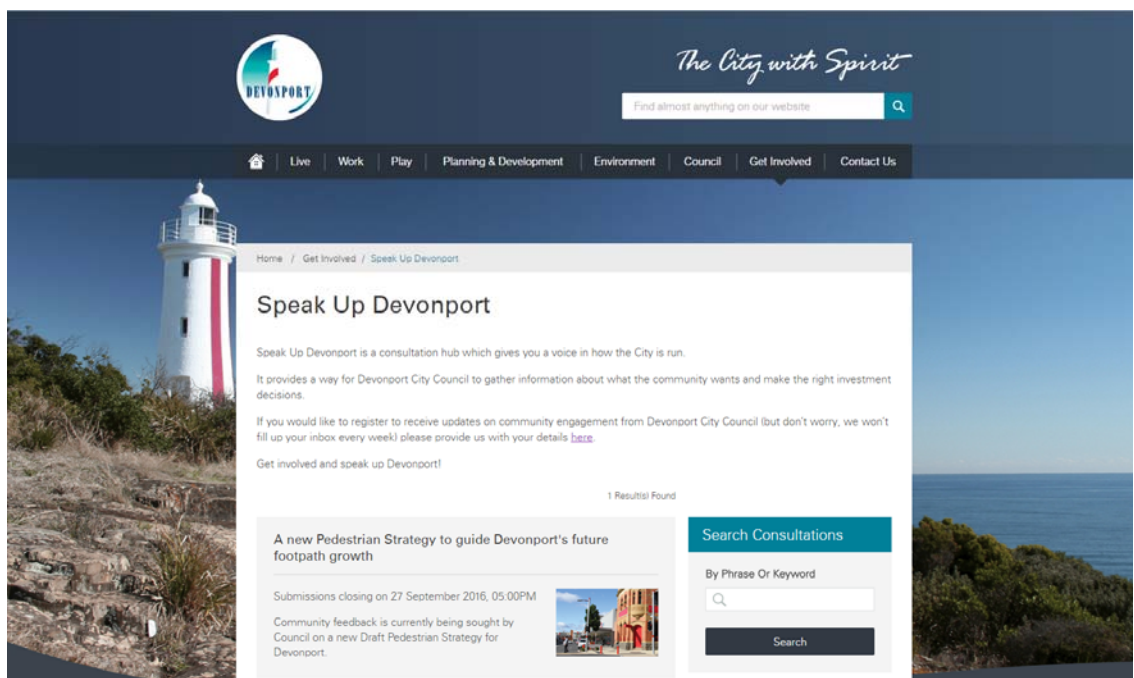 DEVONPORT
The City with Spirit
Find almost anything on our website
Live Work Play Planning & Development Environment Council Get Involved Contact Us
Home / Get Involved / Speak Up Devonport
Speak Up Devonport
Speak Up Devonport is a consultation hub which gives you a voice in how the City is run.
It provides a way for Devonport City Council to gather information about what the community wants and make the right investment
decisions.
If you would like to register to receive updates on community engagement from Devonport City Council (but don't worry, we won't
fill up your inbox every week) please provide us with your details here.
Get involved and speak up Devonport!
1 Result(s) Found
A new Pedestrian Strategy to guide Devonport's future
footpath growth
Submissions closing on 27 September 2016, 05:00PM
Community feedback is currently being sought by
Council on a new Draft Pedestrian Strategy for
Devonport.
Search Consultations
By Phrase Or Keyword
Search